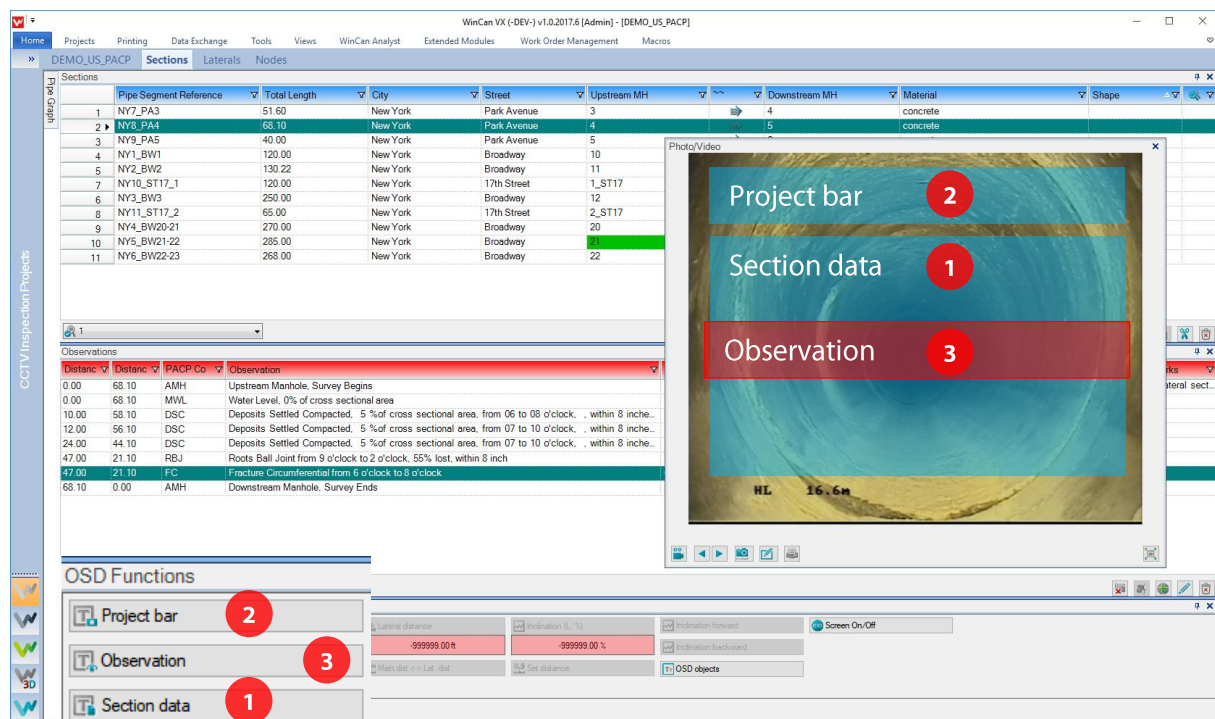 WinCan VX (-DEV-) v1.0.2017.6 [Admin] - [DEMO_US_PACP]
Home Projects Printing Data Exchange Tools Views WinCan Analyst Extended Modules Work Order Management Macros
» DEMO_US_PACP Sections Laterals Nodes
CCTV Inspection Projects
Pipe Graph
Sections
Pipe Segment Reference Total Length City Street Upstream MH ~~ Downstream MH Material Shape
1 NY7_PA3 51.60 New York Park Avenue 3 4 concrete
2 NY8_PA4 68.10 New York Park Avenue 4 5 concrete
3 NY9_PA5 40.00 New York Park Avenue 5
4 NY1_BW1 120.00 New York Broadway 10
5 NY2_BW2 130.22 New York Broadway 11
7 NY10_ST17_1 120.00 New York 17th Street 1_ST17
6 NY3_BW3 250.00 New York Broadway 12
8 NY11_ST17_2 65.00 New York 17th Street 2_ST17
9 NY4_BW20-21 270.00 New York Broadway 20
10 NY5_BW21-22 285.00 New York Broadway 21
11 NY6_BW22-23 268.00 New York Broadway 22
1
Photo/Video
Project bar 2
Section data 1
Observation 3
HL 16.6m
Observations
Distanc Distanc PACP Co Observation rks
0.00 68.10 AMH Upstream Manhole, Survey Begins ateral sect...
0.00 68.10 MWL Water Level, 0% of cross sectional area
10.00 58.10 DSC Deposits Settled Compacted, 5 %of cross sectional area, from 06 to 08 o'clock, , within 8 inche...
12.00 56.10 DSC Deposits Settled Compacted, 5 %of cross sectional area, from 07 to 10 o'clock, , within 8 inche...
24.00 44.10 DSC Deposits Settled Compacted, 5 %of cross sectional area, from 07 to 10 o'clock, , within 8 inche...
47.00 21.10 RBJ Roots Ball Joint from 9 o'clock to 2 o'clock, 55% lost, within 8 inch
47.00 21.10 FC Fracture Circumferential from 6 o'clock to 8 o'clock
68.10 0.00 AMH Downstream Manhole, Survey Ends
OSD Functions
Project bar 2
Observation 3
Section data 1
Lateral distance Inclination (L; %) Inclination forward Screen On/Off
-999999.00 ft -999999.00 % Inclination backward
Main dist <-> Lat. dist Set distance OSD objects
3D